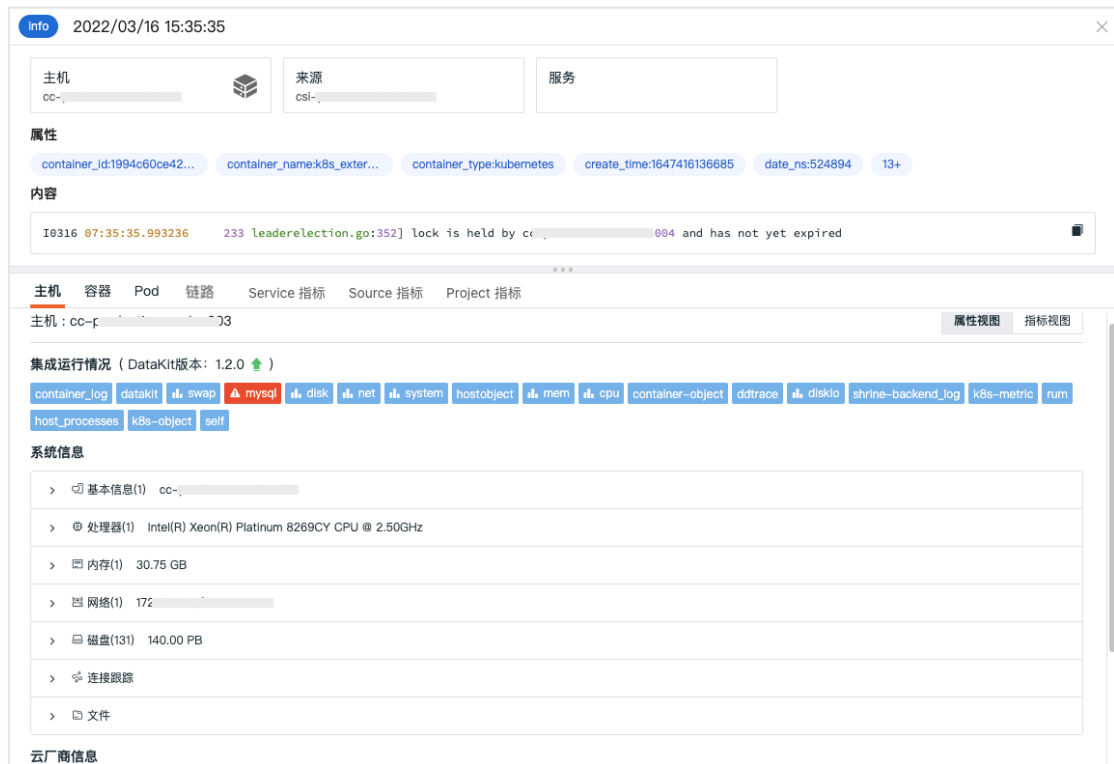 info 2022/03/16 15:35:35
主机 来源 服务
cc- csi-
属性
container_id:1994c60ce42... container_name:k8s_exter... container_type:kubernetes create_time:1647416136685 date_ns:524894 13+
内容
I0316 07:35:35.993236 233 leaderelection.go:352] lock is held by 004 and has not yet expired
主机 容器 Pod 链路 Service 指标 Source 指标 Project 指标
主机 : cc-p 03 属性视图 指标视图
集成运行情况 ( DataKit版本: 1.2.0 )
container_log datakit swap mysql disk net system hostobject mem cpu container-object ddtrace diskio shrine-backend_log k8s-metric rum
host_processes k8s-object self
系统信息
基本信息(1) cc-
处理器(1) Intel(R) Xeon(R) Platinum 8269CY CPU @ 2.50GHz
内存(1) 30.75 GB
网络(1) 172
磁盘(131) 140.00 PB
连接跟踪
文件
云厂商信息